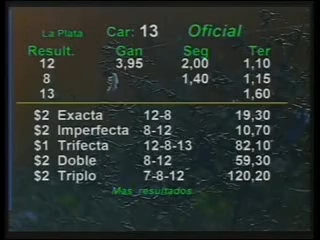 La Plata Car: 13 Oficial
Result. Gan Seg Ter
12 3,95 2,00 1,10
8 1,40 1,15
13 1,60
$2 Exacta 12-8 19,30
$2 Imperfecta 8-12 10,70
$1 Trifecta 12-8-13 82,10
$2 Doble 8-12 59,30
$2 Triplo 7-8-12 120,20
Mas resultados